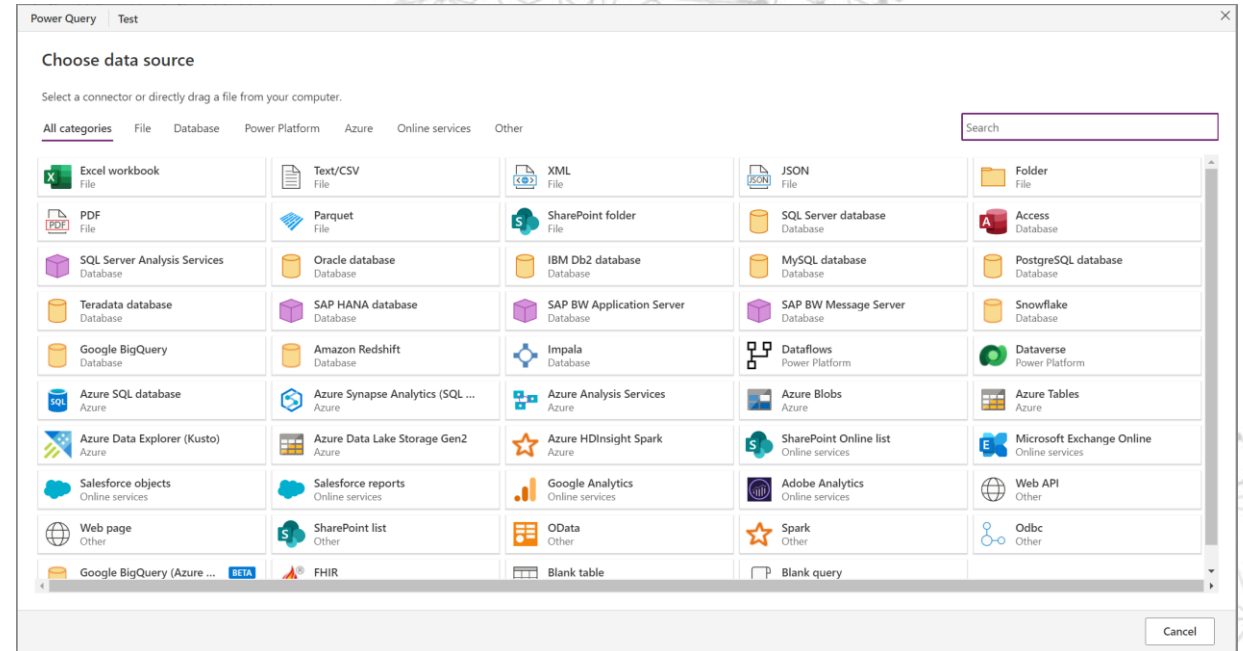 Power Query Test
Choose data source
Select a connector or directly drag a file from your computer.
All categories File Database Power Platform Azure Online services Other
Search
Excel workbook
File
Text/CSV
File
XML
File
JSON
JSON
File
Folder
File
PDF
PDF
File
Parquet
File
S
SharePoint folder
File
SQL Server database
Database
A
Access
Database
SQL Server Analysis Services
Database
Oracle database
Database
IBM Db2 database
Database
MySQL database
Database
PostgreSQL database
Database
Teradata database
Database
SAP HANA database
Database
SAP BW Application Server
Database
SAP BW Message Server
Database
Snowflake
Database
Google BigQuery
Database
Amazon Redshift
Database
Impala
Database
Dataflows
Power Platform
Dataverse
Power Platform
SQL
Azure SQL database
Azure
Azure Synapse Analytics (SQL ...
Azure
Azure Analysis Services
Azure
Azure Blobs
Azure
Azure Tables
Azure
Azure Data Explorer (Kusto)
Azure
Azure Data Lake Storage Gen2
Azure
Azure HDInsight Spark
Azure
S
SharePoint Online list
Online services
E
Microsoft Exchange Online
Online services
Salesforce objects
Online services
Salesforce reports
Online services
Google Analytics
Online services
Adobe Analytics
Online services
Web API
Other
Web page
Other
S
SharePoint list
Other
OData
Other
Spark
Other
Odbc
Other
Google BigQuery (Azure ... BETA
FHIR
Blank table
Blank query
Cancel